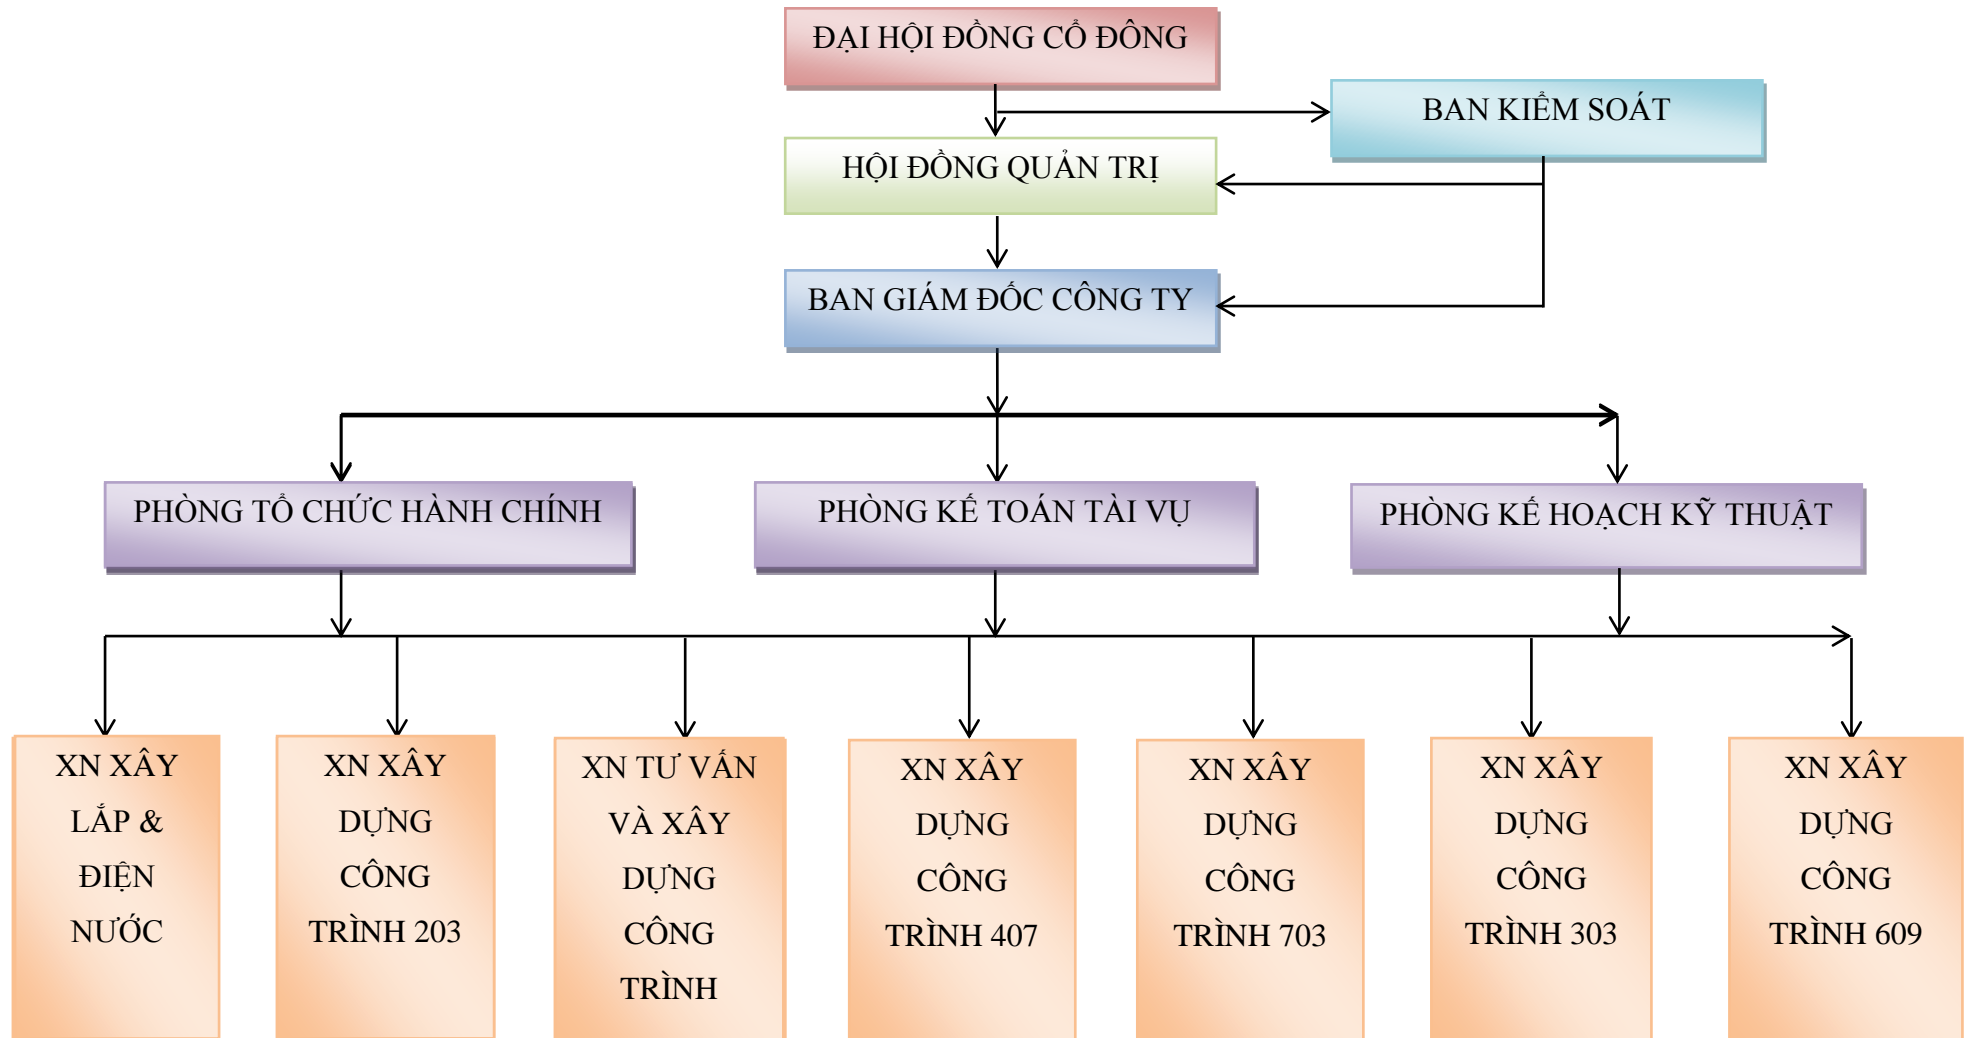 ĐẠI HỘI ĐỒNG CỔ ĐÔNG
BAN KIỂM SOÁT
HỘI ĐỒNG QUẢN TRỊ
BAN GIÁM ĐỐC CÔNG TY
PHÒNG TỔ CHỨC HÀNH CHÍNH
PHÒNG KẾ TOÁN TÀI VỤ
PHÒNG KẾ HOẠCH KỸ THUẬT
XN XÂY
LẮP &
ĐIỆN
NƯỚC
XN XÂY
DỰNG
CÔNG
TRÌNH 203
XN TƯ VẤN
VÀ XÂY
DỰNG
CÔNG
TRÌNH
XN XÂY
DỰNG
CÔNG
TRÌNH 407
XN XÂY
DỰNG
CÔNG
TRÌNH 703
XN XÂY
DỰNG
CÔNG
TRÌNH 303
XN XÂY
DỰNG
CÔNG
TRÌNH 609